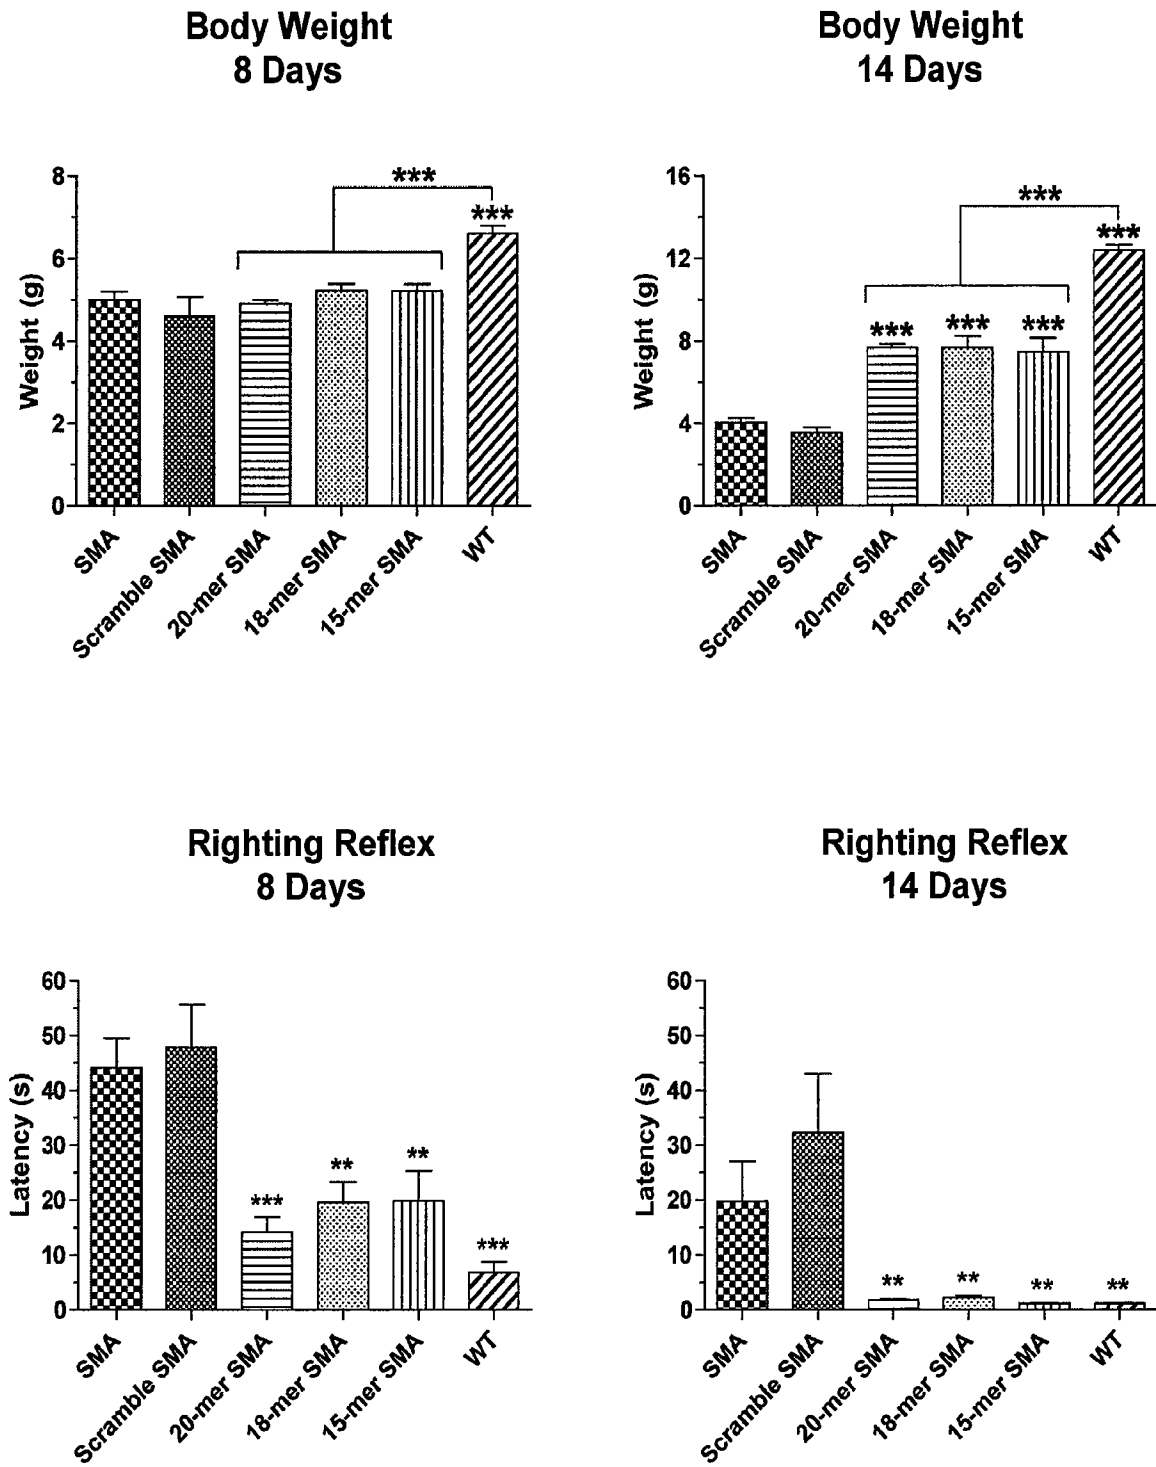 Body Weight
8 Days
8
6
4
2
0
Weight (g)
***
***
SMA
Scramble SMA
20-mer SMA
18-mer SMA
15-mer SMA
WT
Body Weight
14 Days
16
12
8
4
0
Weight (g)
***
***
***
***
***
SMA
Scramble SMA
20-mer SMA
18-mer SMA
15-mer SMA
WT
Righting Reflex
8 Days
60
50
40
30
20
10
0
Latency (s)
***
**
**
***
SMA
Scramble SMA
20-mer SMA
18-mer SMA
15-mer SMA
WT
Righting Reflex
14 Days
60
50
40
30
20
10
0
Latency (s)
**
**
**
**
SMA
Scramble SMA
20-mer SMA
18-mer SMA
15-mer SMA
WT